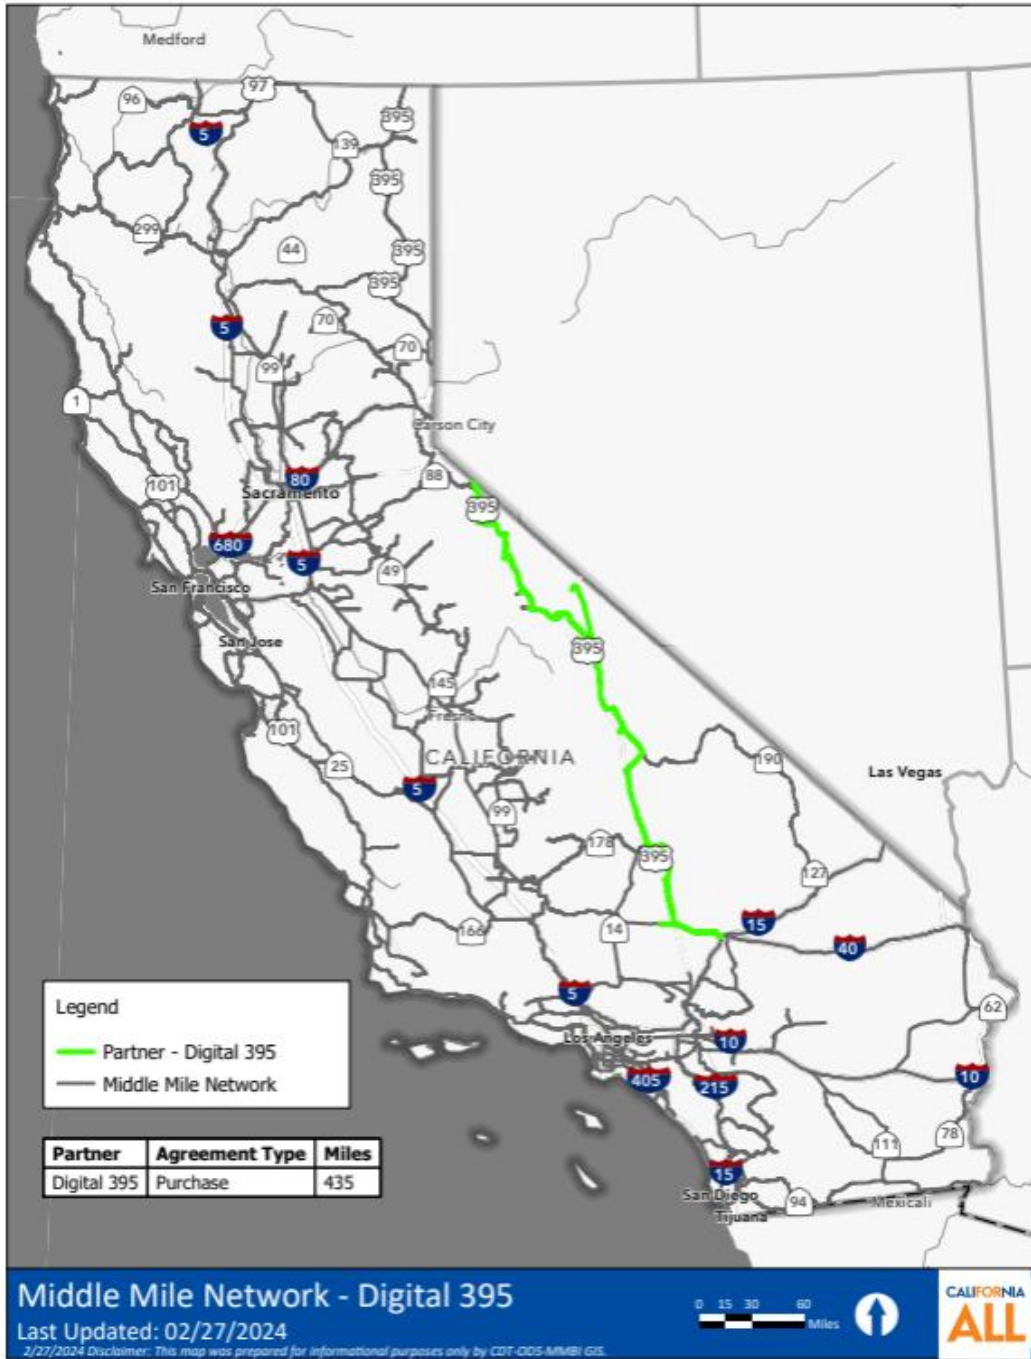 Medford
97
96
5
395
139
395
299
44
395
395
5
70
70
99
1
Carson City
88
80
101
Sacramento
395
680
5
49
San Francisco
San Jose
395
145
Fresno
101
CALIFORNIA
190
25
Las Vegas
5
99
178
395
127
14
15
166
40
5
62
Los Angeles
10
405
215
10
78
111
15
San Diego
94
Mexicali
Tijuana
Legend
Partner - Digital 395
Middle Mile Network
Partner Agreement Type Miles
Digital 395 Purchase 435
Middle Mile Network - Digital 395
Last Updated: 02/27/2024
2/27/2024 Disclaimer: This map was prepared for informational purposes only by CDT-ODS-MMBI GIS.
0 15 30 60
Miles
CALIFORNIA
ALL